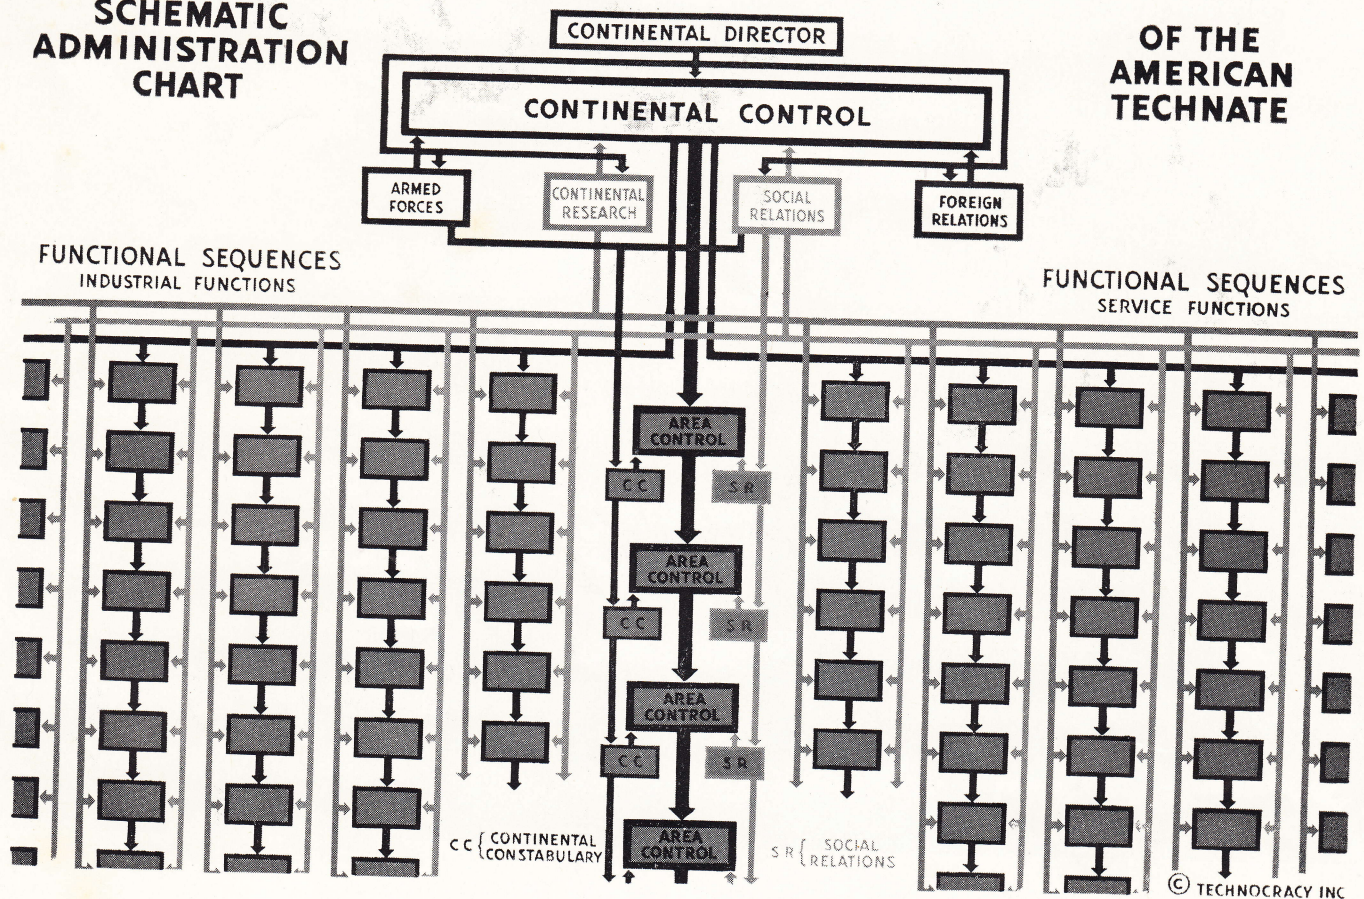 SCHEMATIC
ADMINISTRATION
CHART
OF THE
AMERICAN
TECHNATE
CONTINENTAL DIRECTOR
CONTINENTAL CONTROL
ARMED
FORCES
CONTINENTAL
RESEARCH
SOCIAL
RELATIONS
FOREIGN
RELATIONS
FUNCTIONAL SEQUENCES
INDUSTRIAL FUNCTIONS
FUNCTIONAL SEQUENCES
SERVICE FUNCTIONS
AREA
CONTROL
C C
S R
AREA
CONTROL
C C
S R
AREA
CONTROL
C C
S R
AREA
CONTROL
C C { CONTINENTAL
CONSTABULARY
S R { SOCIAL
RELATIONS
© TECHNOCRACY INC